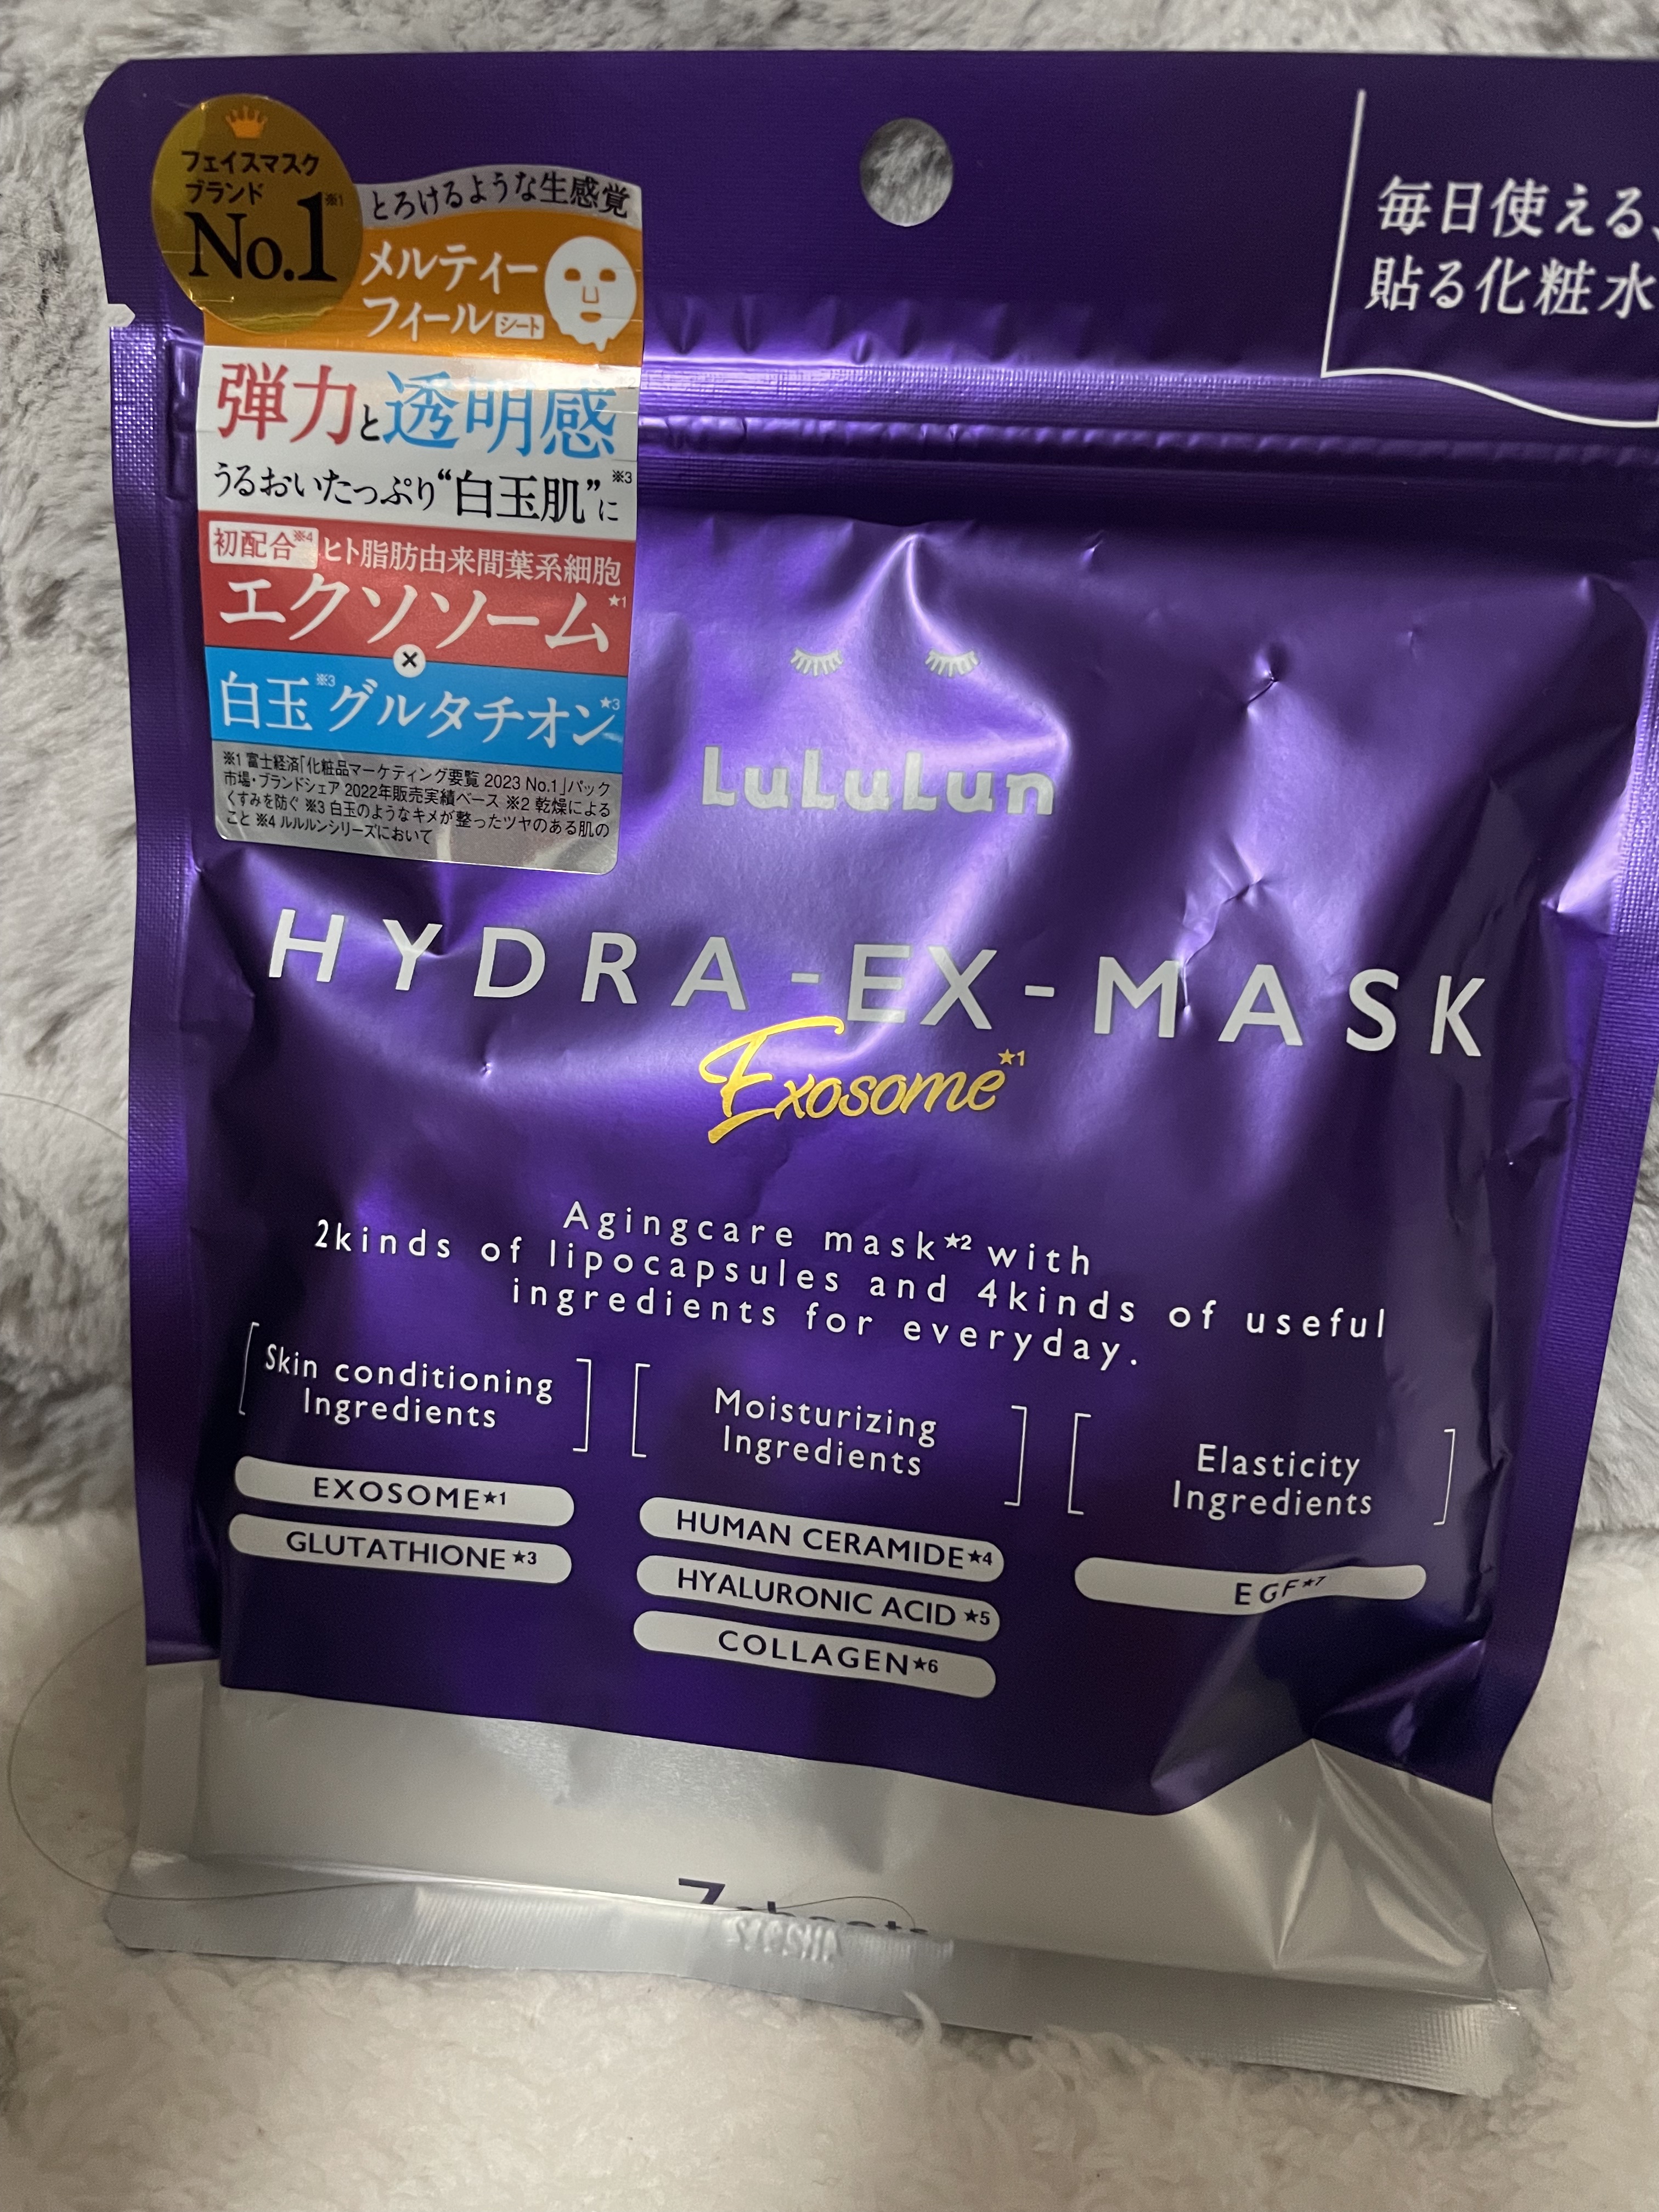 フェイスマスク
ブランド
No.1※1
とろけるような生感覚
メルティー
フィール シート
弾力と透明感
うるおいたっぷり“白玉肌”※3に
初配合※4 ヒト脂肪由来間葉系細胞
エクソソーム★1
×
白玉※3グルタチオン★3
※1 富士経済「化粧品マーケティング要覧 2023 No.1」パック
市場・ブランドシェア 2022年販売実績ベース ※2 乾燥による
くすみを防ぐ ※3 白玉のようなキメが整ったツヤのある肌の
こと ※4 ルルルンシリーズにおいて
毎日使える、
貼る化粧水
LuLuLun
HYDRA-EX-MASK
Exosome★1
Agingcare mask★2 with
2kinds of lipocapsules and 4kinds of useful
ingredients for everyday.
Skin conditioning
Ingredients
EXOSOME★1
GLUTATHIONE★3
Moisturizing
Ingredients
HUMAN CERAMIDE★4
HYALURONIC ACID★5
COLLAGEN★6
Elasticity
Ingredients
EGF★7
7 sheets